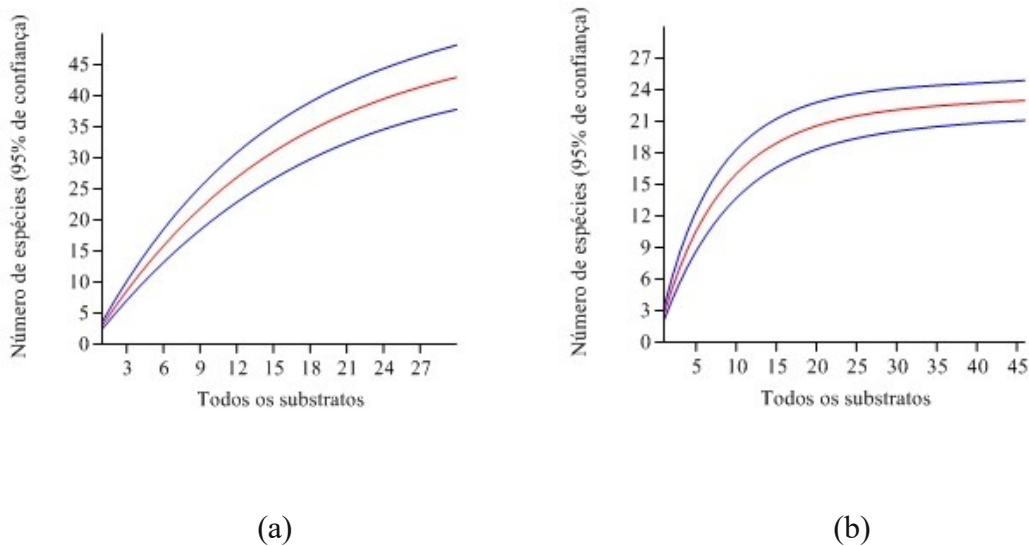 Número de espécies (95% de confiança)
45
40
35
30
25
20
15
10
5
0
3 6 9 12 15 18 21 24 27
Todos os substratos
(a)
Número de espécies (95% de confiança)
27
24
21
18
15
12
9
6
3
0
5 10 15 20 25 30 35 40 45
Todos os substratos
(b)